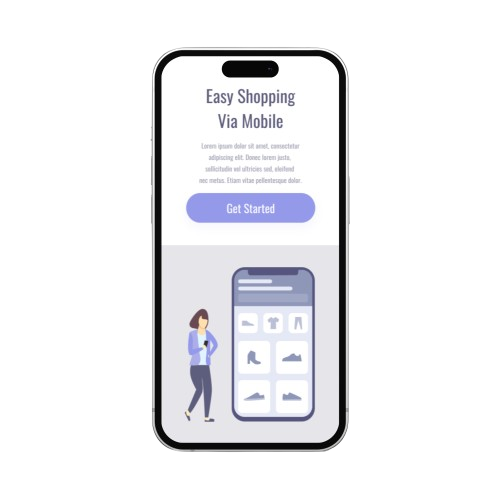 Easy Shopping
Via Mobile
Lorem ipsum dolor sit amet, consectetur
adipiscing elit. Donec lorem justo,
sollicitudin vel ultricies sed, eleifend
nec metus. Etiam vitae pellentesque dolor.
Get Started